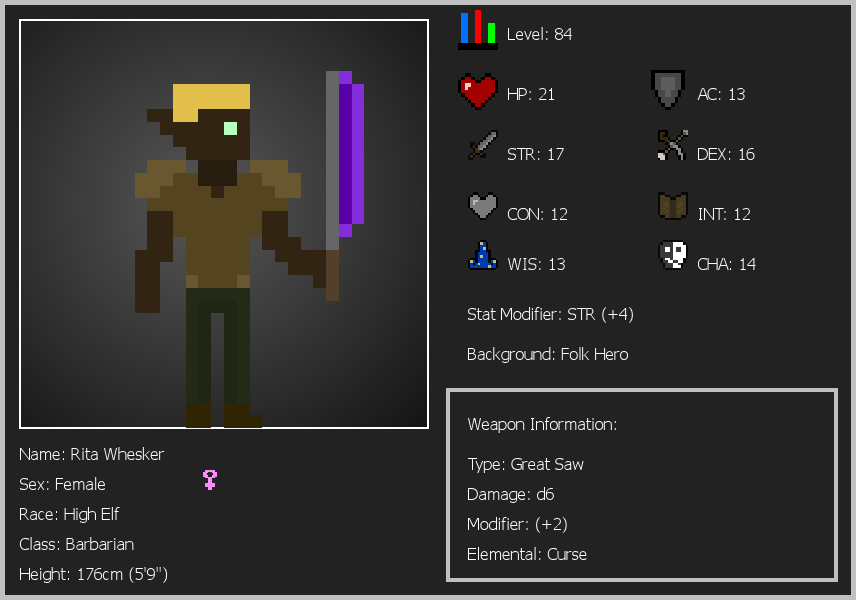 Level: 84
HP: 21
AC: 13
STR: 17
DEX: 16
CON: 12
INT: 12
WIS: 13
CHA: 14
Stat Modifier: STR (+4)
Background: Folk Hero
Weapon Information:
Type: Great Saw
Damage: d6
Modifier: (+2)
Elemental: Curse
Name: Rita Whesker
Sex: Female
Race: High Elf
Class: Barbarian
Height: 176cm (5'9")